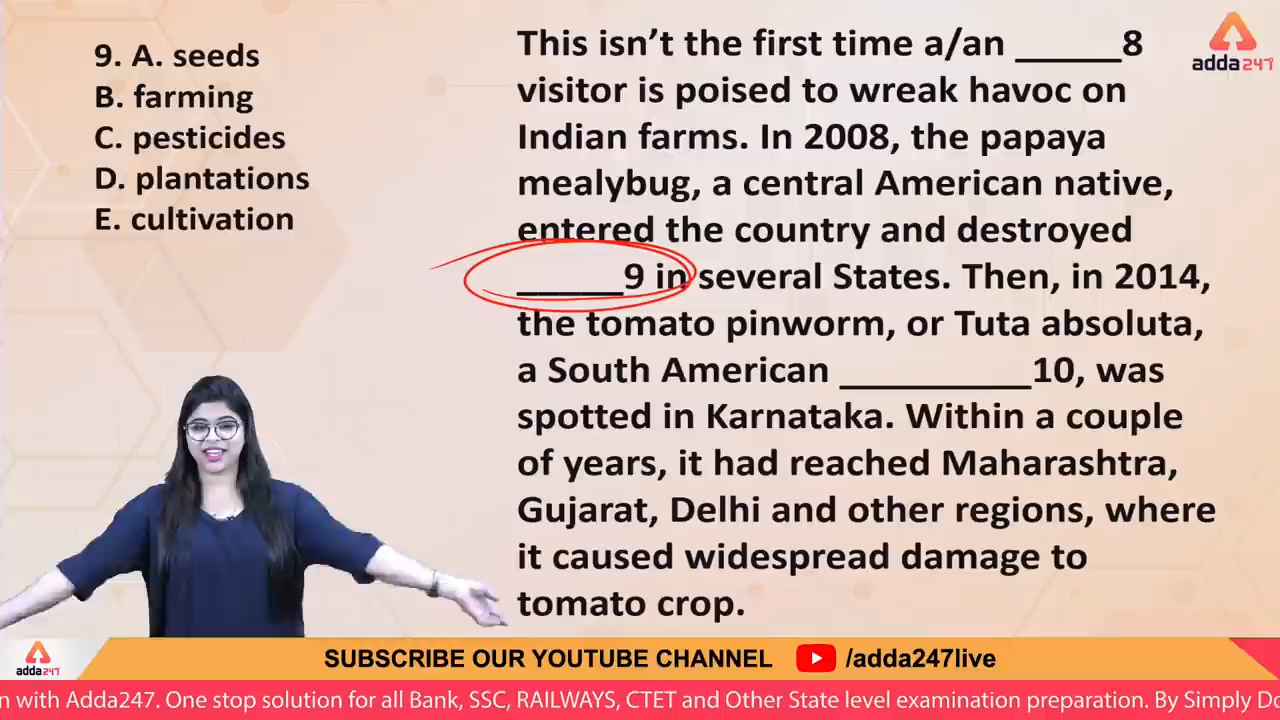 9. A. seeds
B. farming
C. pesticides
D. plantations
E. cultivation
This isn't the first time a/an ______8
visitor is poised to wreak havoc on
Indian farms. In 2008, the papaya
mealybug, a central American native,
entered the country and destroyed
______9 in several States. Then, in 2014,
the tomato pinworm, or Tuta absoluta,
a South American ___________10, was
spotted in Karnataka. Within a couple
of years, it had reached Maharashtra,
Gujarat, Delhi and other regions, where
it caused widespread damage to
tomato crop.
adda247
adda247
SUBSCRIBE OUR YOUTUBE CHANNEL /adda247live
n with Adda247. One stop solution for all Bank, SSC, RAILWAYS, CTET and Other State level examination preparation. By Simply Do